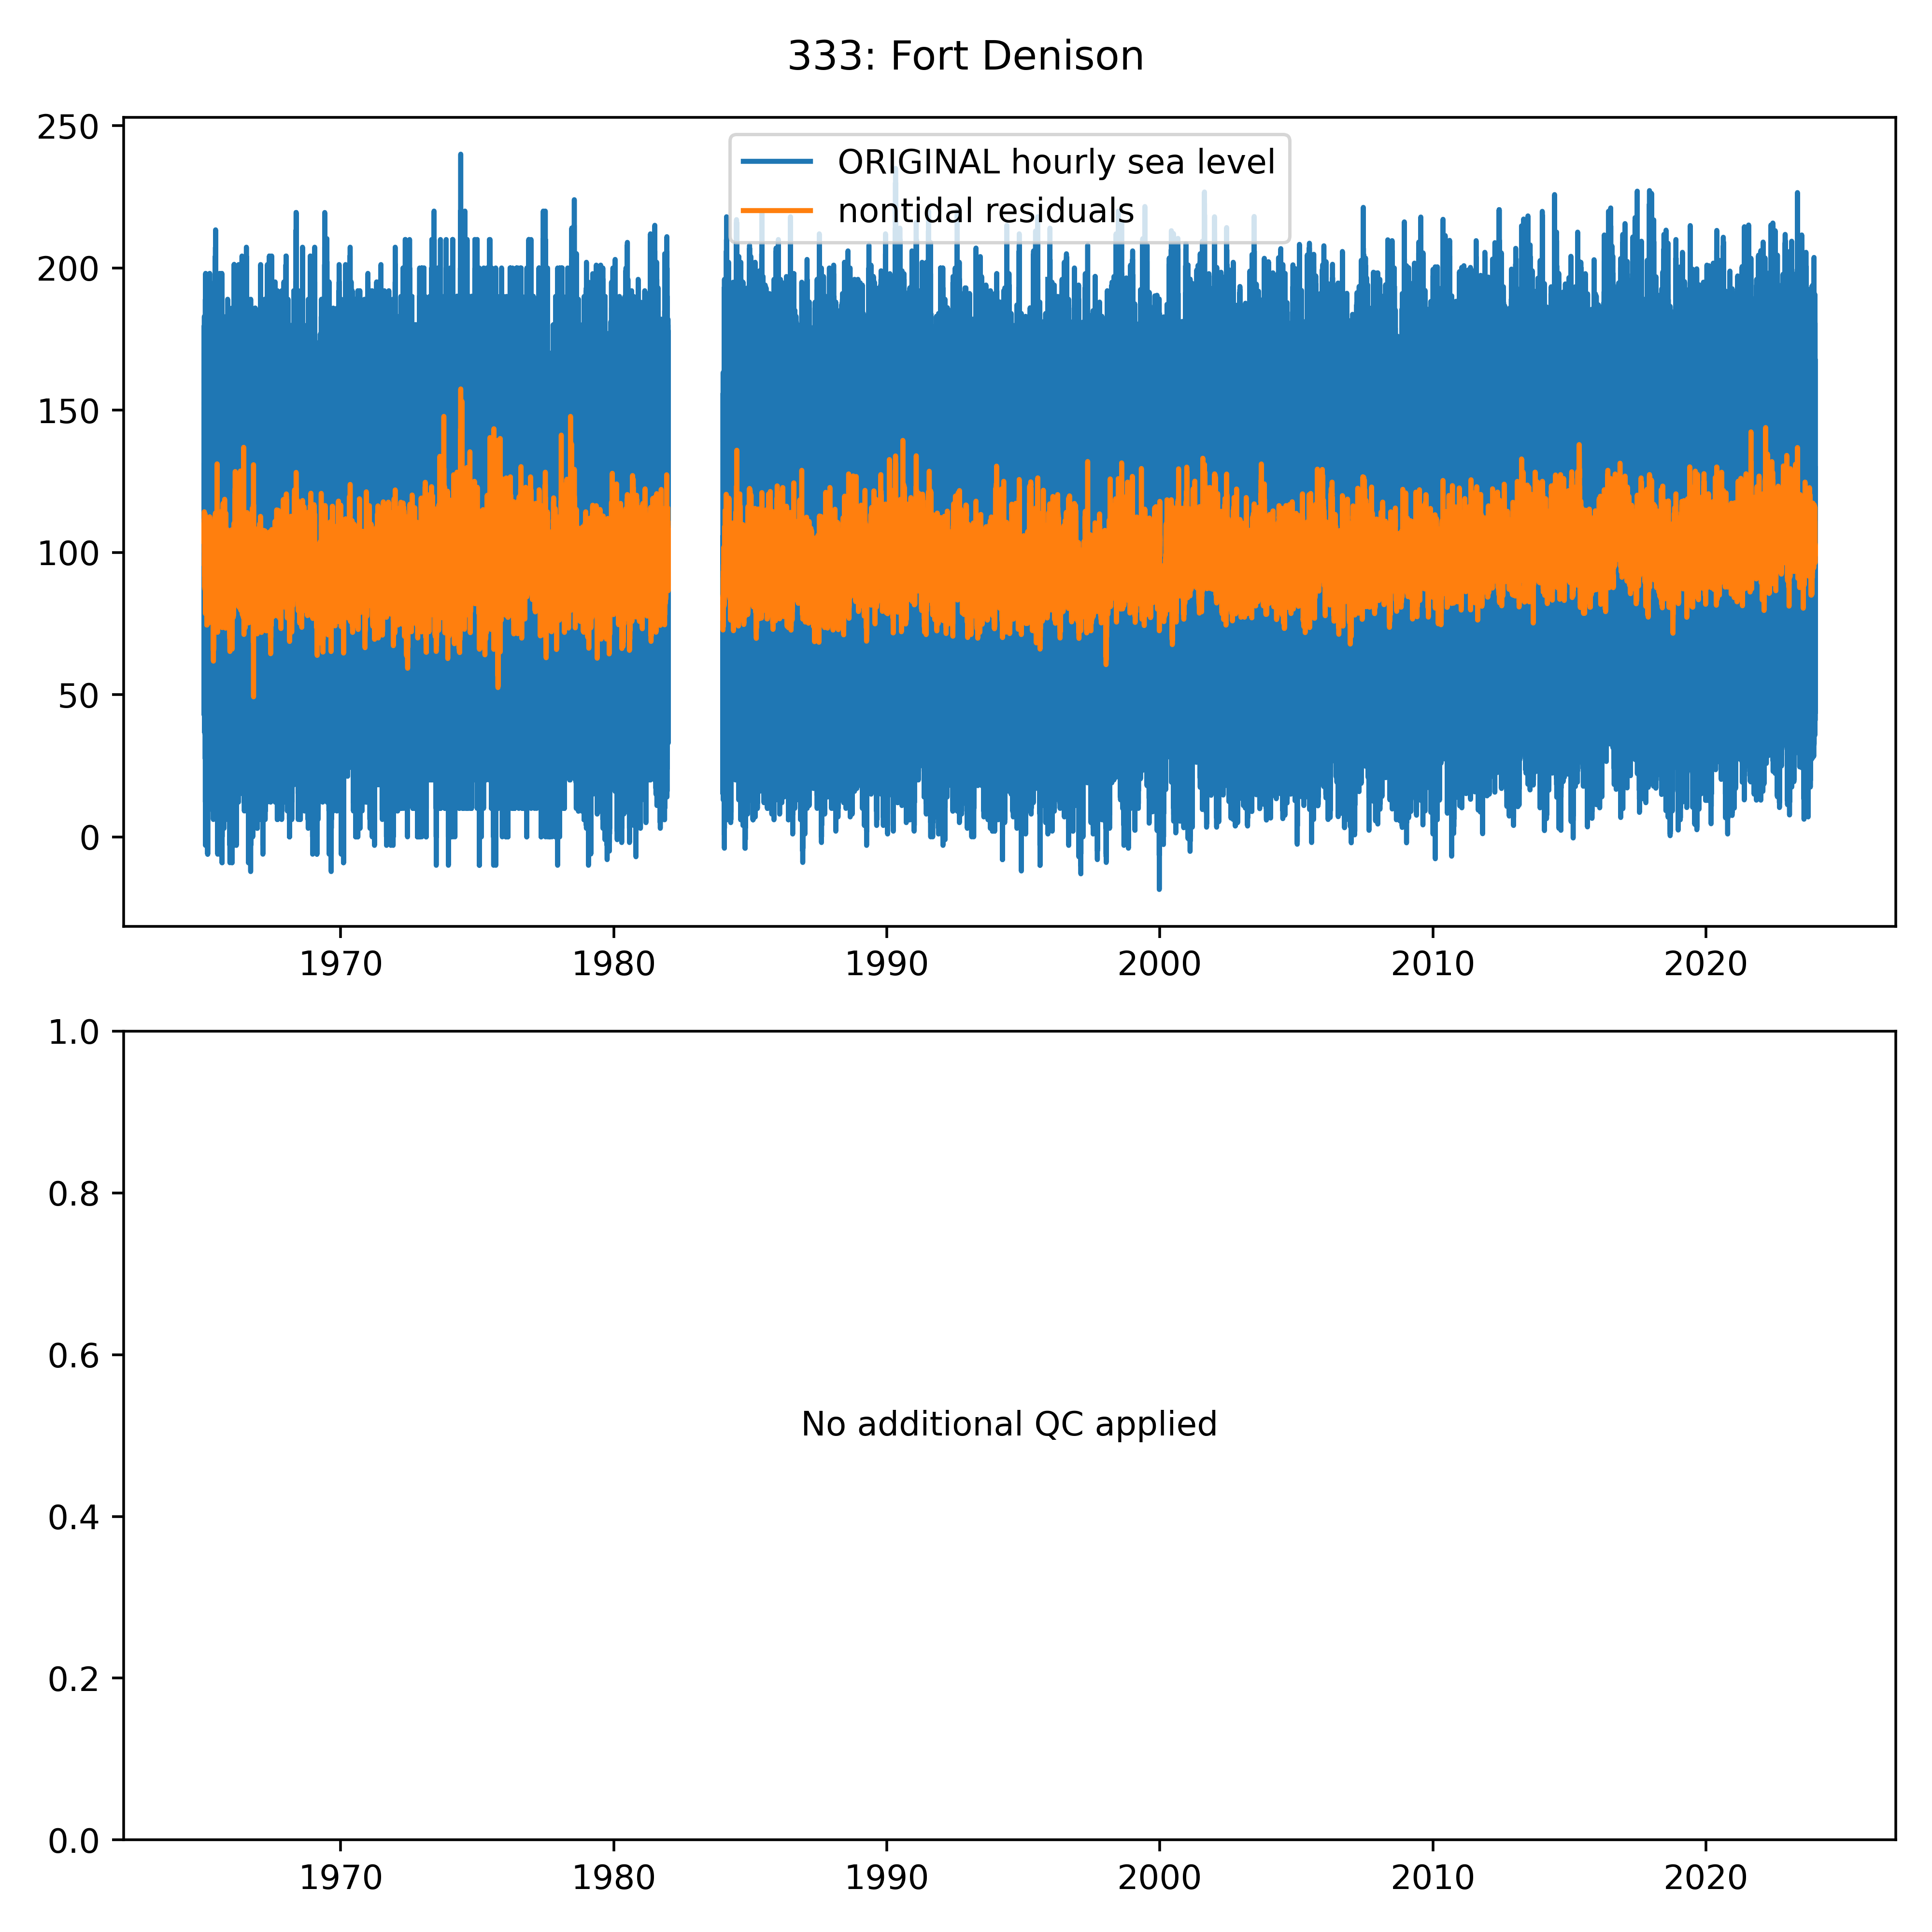 333: Fort Denison
250
200
150
100
50
0
ORIGINAL hourly sea level
nontidal residuals
1970 1980 1990 2000 2010 2020
1.0
0.8
0.6
0.4
0.2
0.0
No additional QC applied
1970 1980 1990 2000 2010 2020